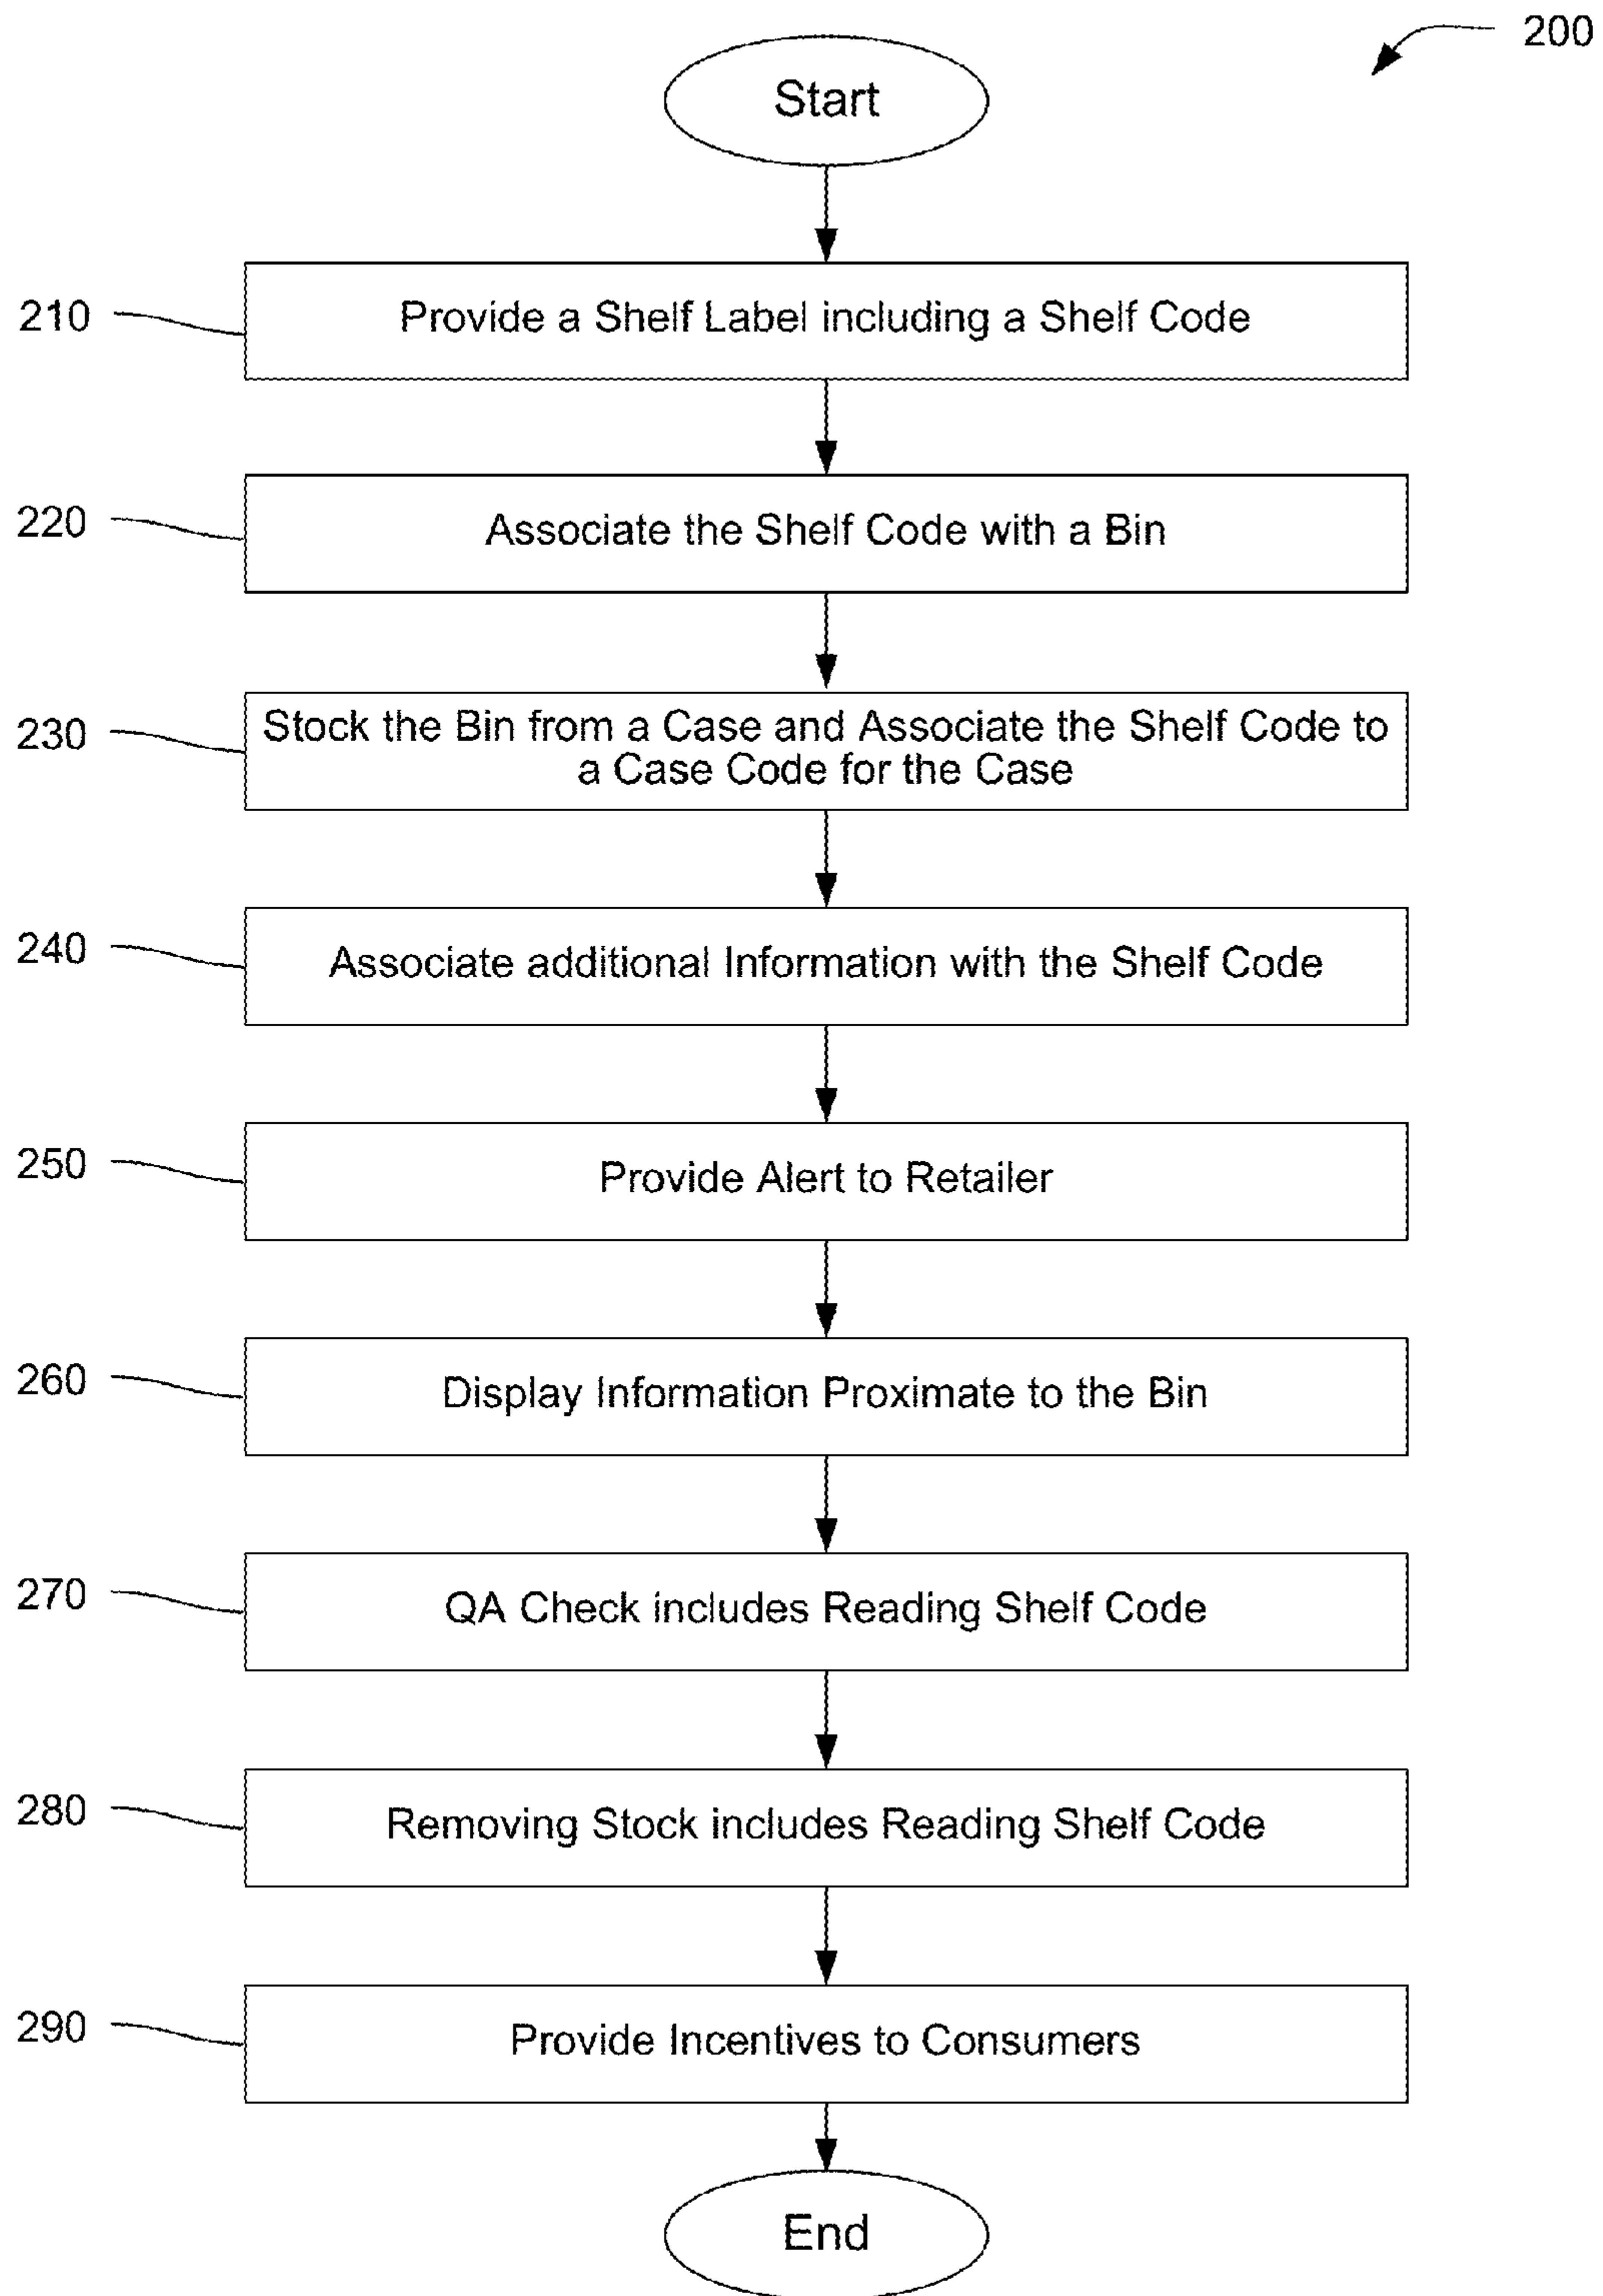 200
Start
210
Provide a Shelf Label including a Shelf Code
220
Associate the Shelf Code with a Bin
230
Stock the Bin from a Case and Associate the Shelf Code to
a Case Code for the Case
240
Associate additional Information with the Shelf Code
250
Provide Alert to Retailer
260
Display Information Proximate to the Bin
270
QA Check includes Reading Shelf Code
280
Removing Stock includes Reading Shelf Code
290
Provide Incentives to Consumers
End